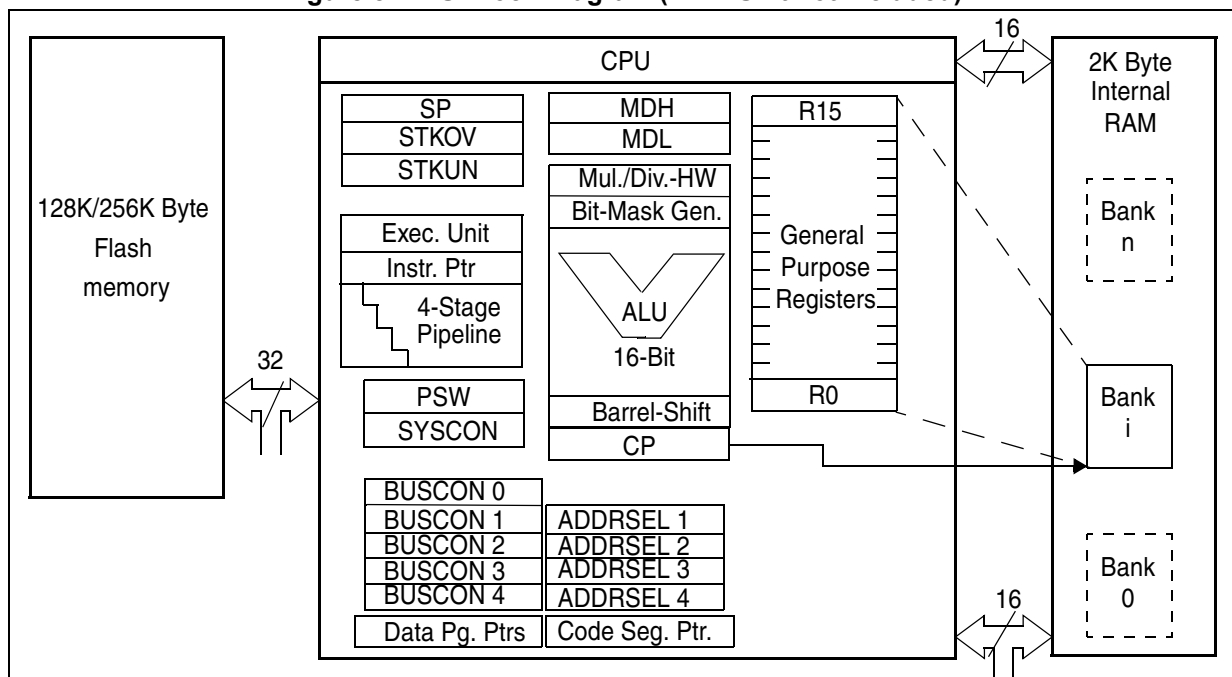 16
CPU
2K Byte
Internal
RAM
SP
STKOV
STKUN
MDH
MDL
R15
Mul./Div.-HW
Bit-Mask Gen.
128K/256K Byte
Flash
memory
Exec. Unit
Instr. Ptr
4-Stage
Pipeline
ALU
16-Bit
General
Purpose
Registers
Bank
n
32
PSW
SYSCON
Barrel-Shift
CP
R0
Bank
i
BUSCON 0
BUSCON 1
BUSCON 2
BUSCON 3
BUSCON 4
ADDRSEL 1
ADDRSEL 2
ADDRSEL 3
ADDRSEL 4
Data Pg. Ptrs
Code Seg. Ptr.
16
Bank
0